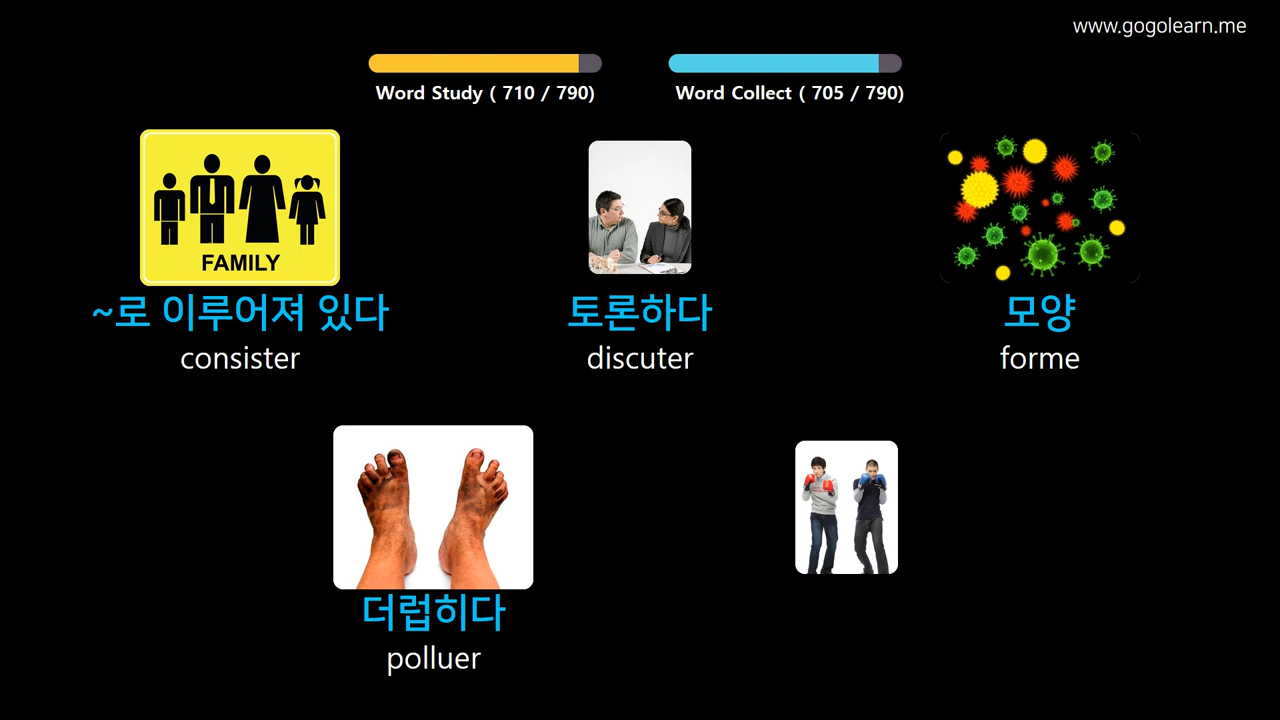 www.gogolearn.me
Word Study ( 710 / 790)
Word Collect ( 705 / 790)
FAMILY
~로 이루어져 있다
consister
토론하다
discuter
모양
forme
더럽히다
polluer